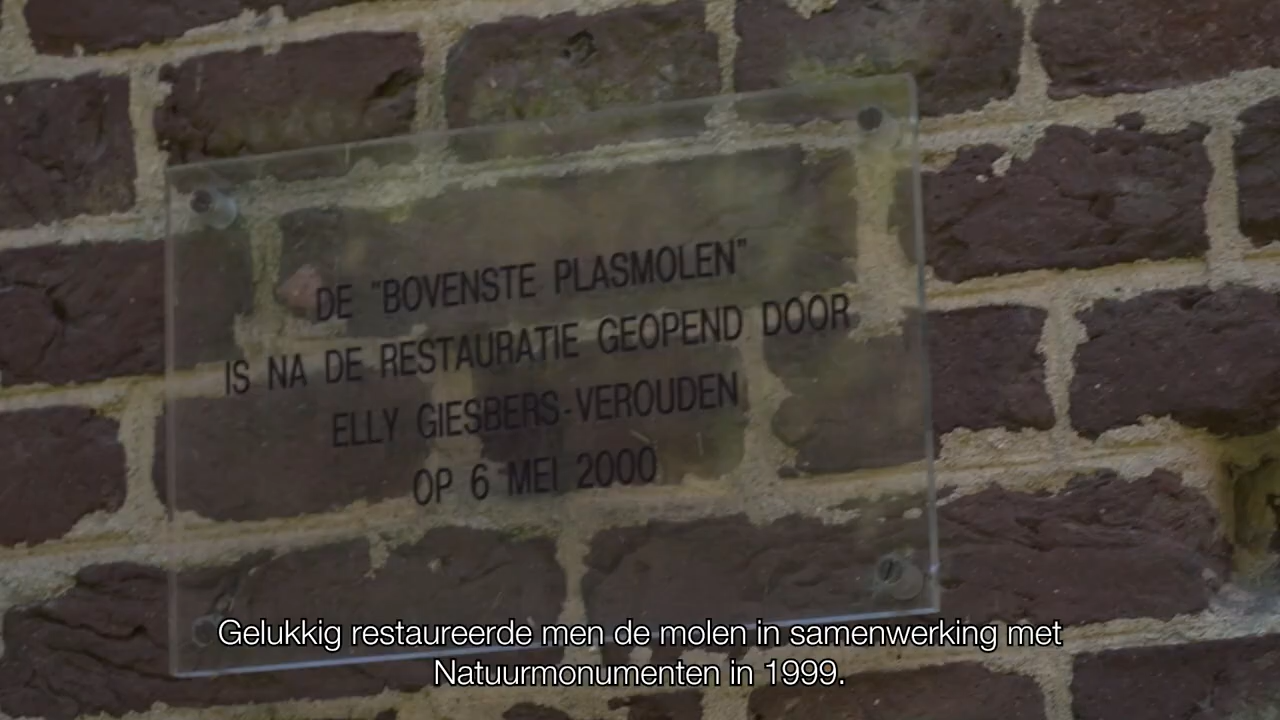 DE "BOVENSTE PLASMOLEN"
IS NA DE RESTAURATIE GEOPEND DOOR
ELLY GIESBERS-VEROUDEN
OP 6 MEI 2000
Gelukkig restaureerde men de molen in samenwerking met
Natuurmonumenten in 1999.